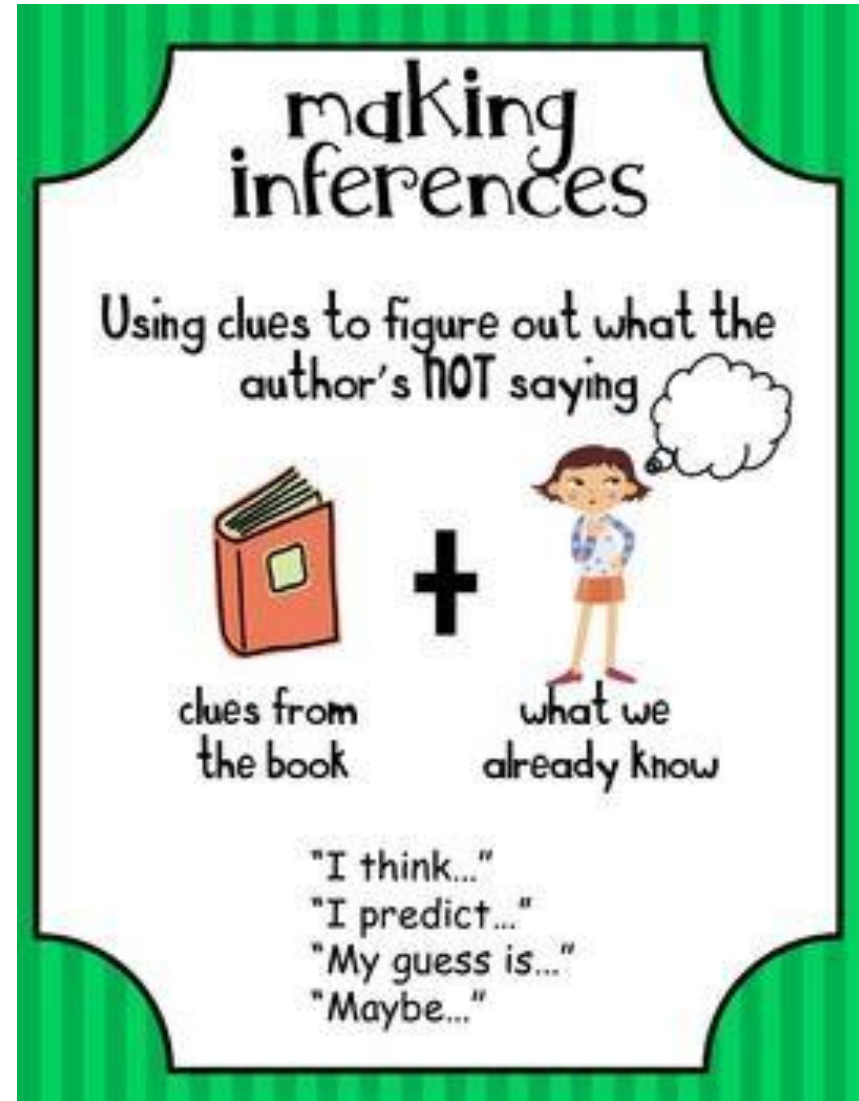 making
inferences
Using clues to figure out what the
author's NOT saying
clues from
the book
what we
already know
"I think..."
"I predict..."
"My guess is..."
"Maybe..."